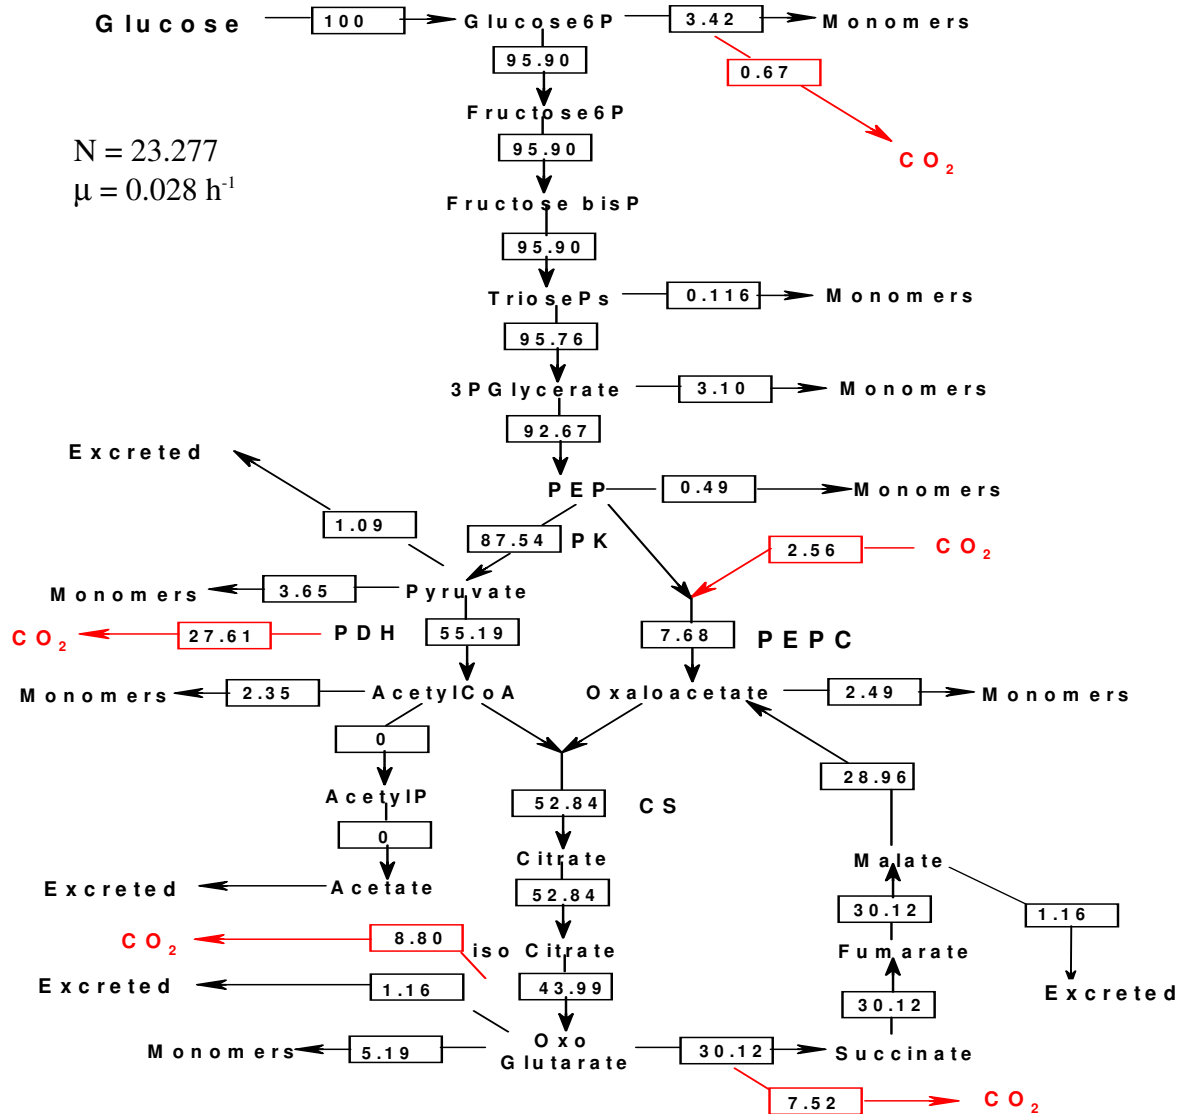 Glucose 100 Glucose6P 3.42 Monomers
95.90 0.67
Fructose6P
CO2
N = 23.277
95.90
μ = 0.028 h-1
Fructose bisP
95.90
TriosePs 0.116 Monomers
95.76
3PGlycerate 3.10 Monomers
92.67
Excreted
PEP 0.49 Monomers
1.09 87.54 PK 2.56 CO2
Monomers 3.65 Pyruvate
CO2 27.61 PDH 55.19 7.68 PEPC
Monomers 2.35 AcetylCoA Oxaloacetate 2.49 Monomers
0
28.96
AcetylP 52.84 CS
0
Citrate Malate
Excreted Acetate 52.84
30.12 1.16
CO2 8.80 iso Citrate Fumarate
Excreted 1.16 43.99 Excreted
30.12
Monomers 5.19 Oxo
Glutarate 30.12 Succinate
7.52 CO2